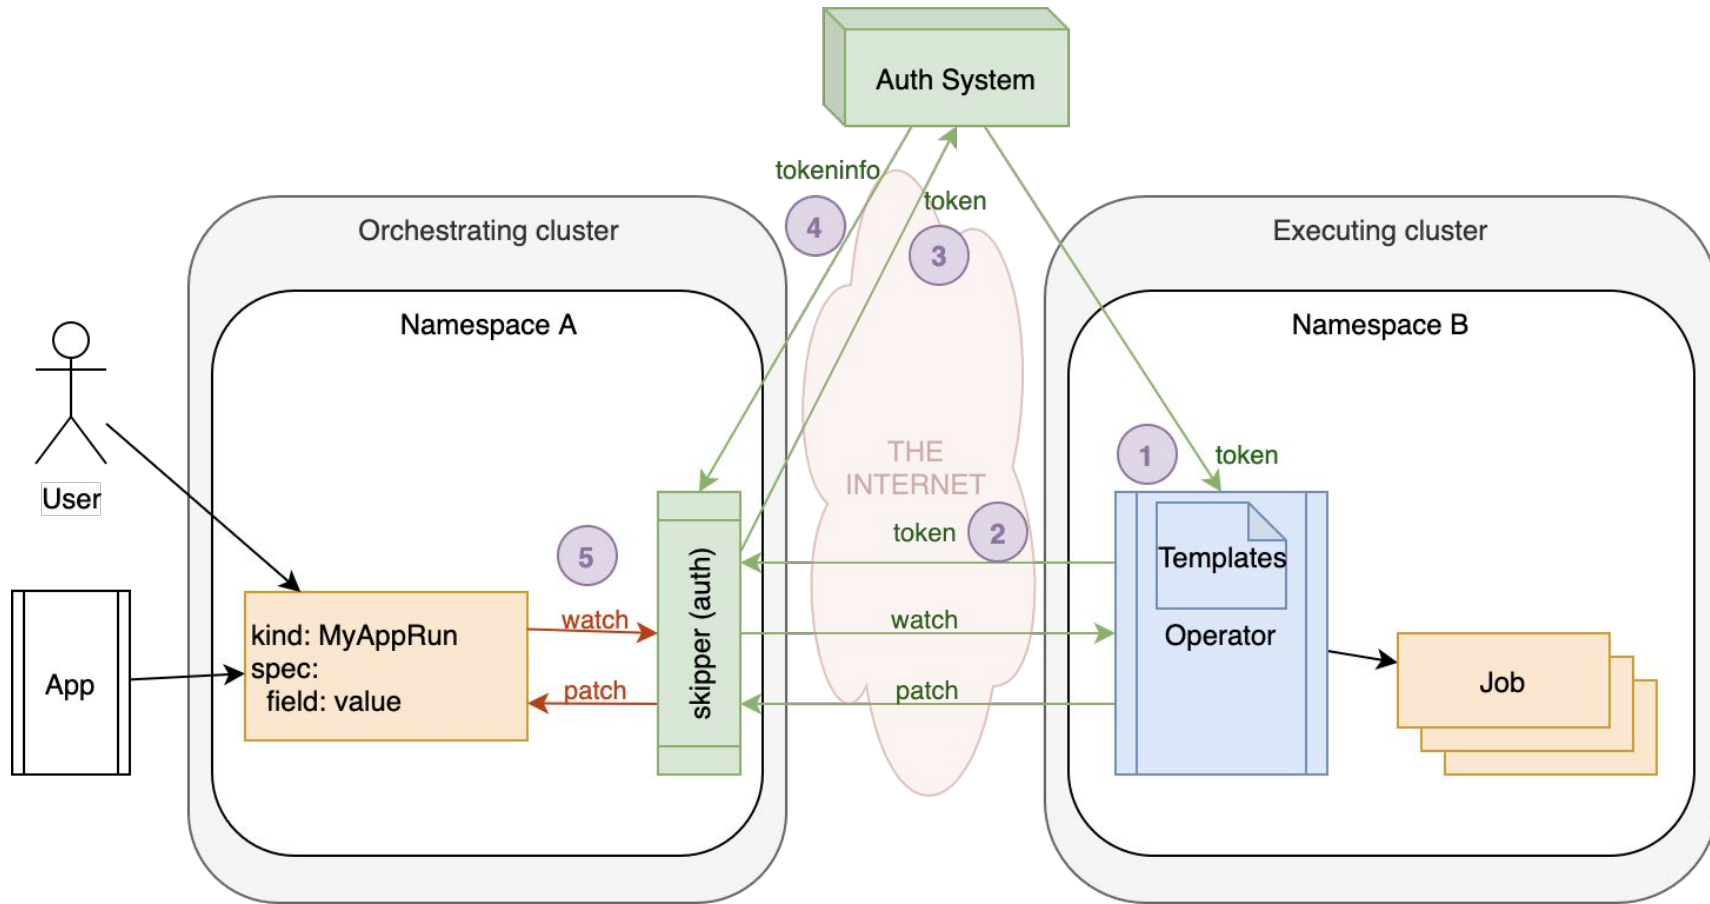 Auth System
tokeninfo
token
4
3
Orchestrating cluster
Executing cluster
Namespace A
Namespace B
THE
INTERNET
1
token
User
token
2
5
Templates
skipper (auth)
watch
watch
Operator
kind: MyAppRun
spec:
field: value
App
patch
patch
Job